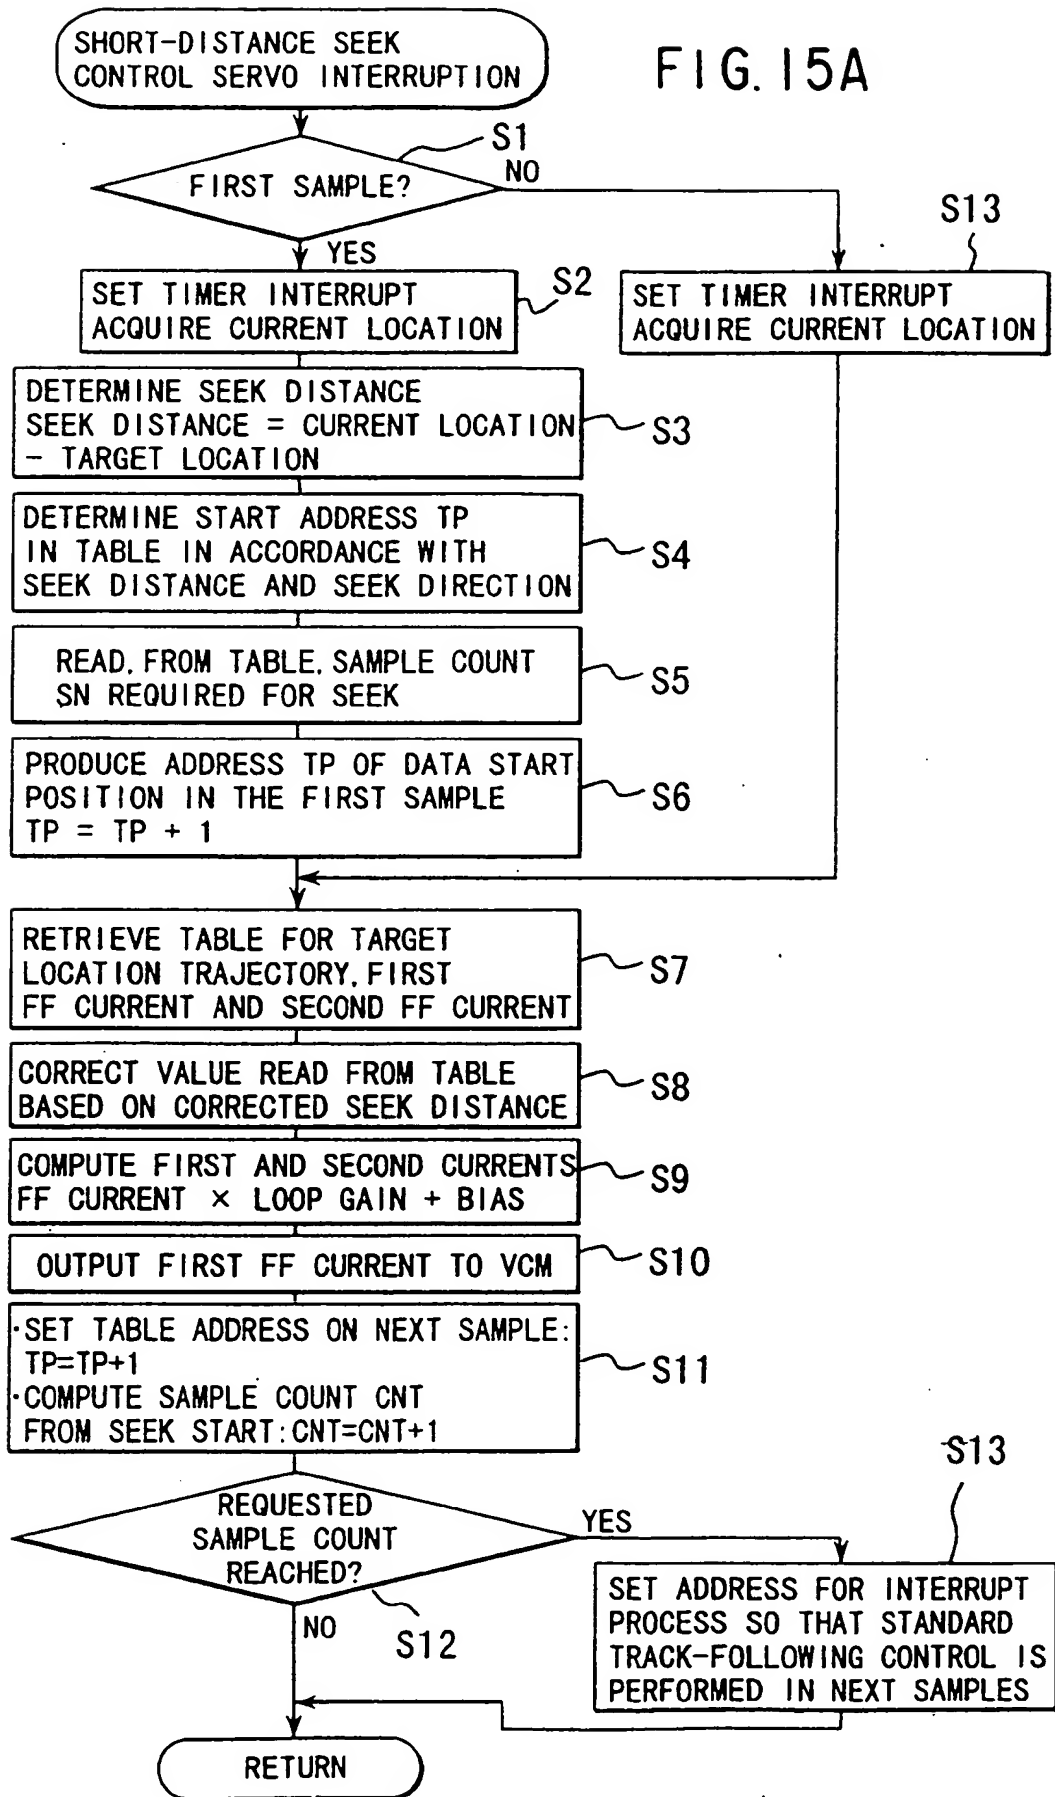 SHORT-DISTANCE SEEK
CONTROL SERVO INTERRUPTION
FIG. 15A
S1
FIRST SAMPLE?
NO
YES
S13
SET TIMER INTERRUPT
ACQUIRE CURRENT LOCATION
S2
SET TIMER INTERRUPT
ACQUIRE CURRENT LOCATION
DETERMINE SEEK DISTANCE
SEEK DISTANCE = CURRENT LOCATION
- TARGET LOCATION
S3
DETERMINE START ADDRESS TP
IN TABLE IN ACCORDANCE WITH
SEEK DISTANCE AND SEEK DIRECTION
S4
READ, FROM TABLE, SAMPLE COUNT
SN REQUIRED FOR SEEK
S5
PRODUCE ADDRESS TP OF DATA START
POSITION IN THE FIRST SAMPLE
TP = TP + 1
S6
RETRIEVE TABLE FOR TARGET
LOCATION TRAJECTORY, FIRST
FF CURRENT AND SECOND FF CURRENT
S7
CORRECT VALUE READ FROM TABLE
BASED ON CORRECTED SEEK DISTANCE
S8
COMPUTE FIRST AND SECOND CURRENTS
FF CURRENT × LOOP GAIN + BIAS
S9
OUTPUT FIRST FF CURRENT TO VCM
S10
·SET TABLE ADDRESS ON NEXT SAMPLE:
TP=TP+1
·COMPUTE SAMPLE COUNT CNT
FROM SEEK START:CNT=CNT+1
S11
REQUESTED
SAMPLE COUNT
REACHED?
YES
S13
NO
S12
SET ADDRESS FOR INTERRUPT
PROCESS SO THAT STANDARD
TRACK-FOLLOWING CONTROL IS
PERFORMED IN NEXT SAMPLES
RETURN